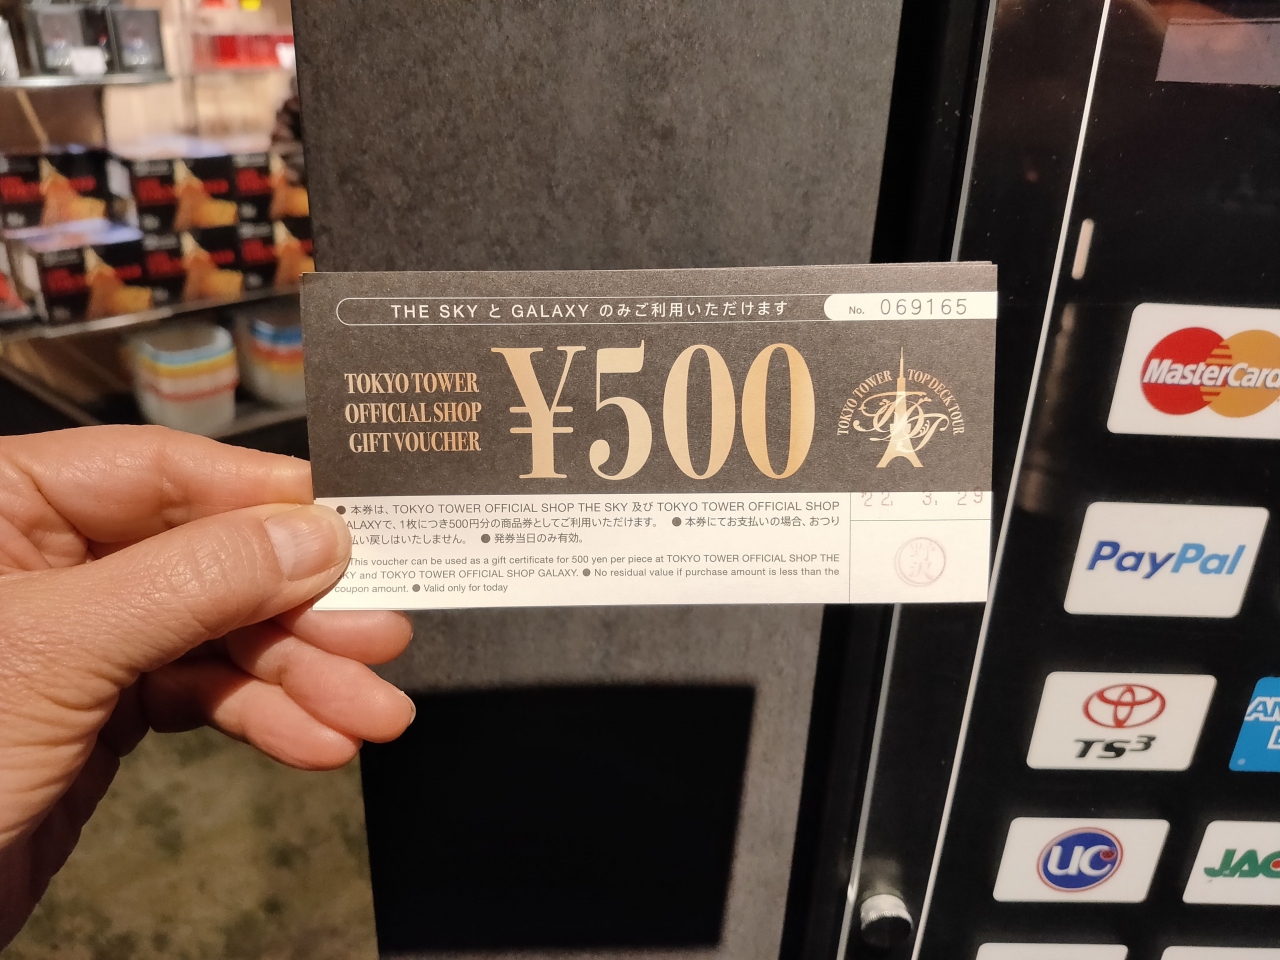 THE SKY と GALAXY のみご利用いただけます
No. 069165
TOKYO TOWER
OFFICIAL SHOP
GIFT VOUCHER
¥500
TOKYO TOWER TOP DECK TOUR
● 本券は、TOKYO TOWER OFFICIAL SHOP THE SKY 及び TOKYO TOWER OFFICIAL SHOP
GALAXYで、1枚につき500円分の商品券としてご利用いただけます。 ● 本券にてお支払いの場合、おつり
払い戻しはいたしません。 ● 発券当日のみ有効。
This voucher can be used as a gift certificate for 500 yen per piece at TOKYO TOWER OFFICIAL SHOP THE
SKY and TOKYO TOWER OFFICIAL SHOP GALAXY. ● No residual value if purchase amount is less than the
coupon amount. ● Valid only for today
22. 3. 29
MasterCard
PayPal
TS3
UC